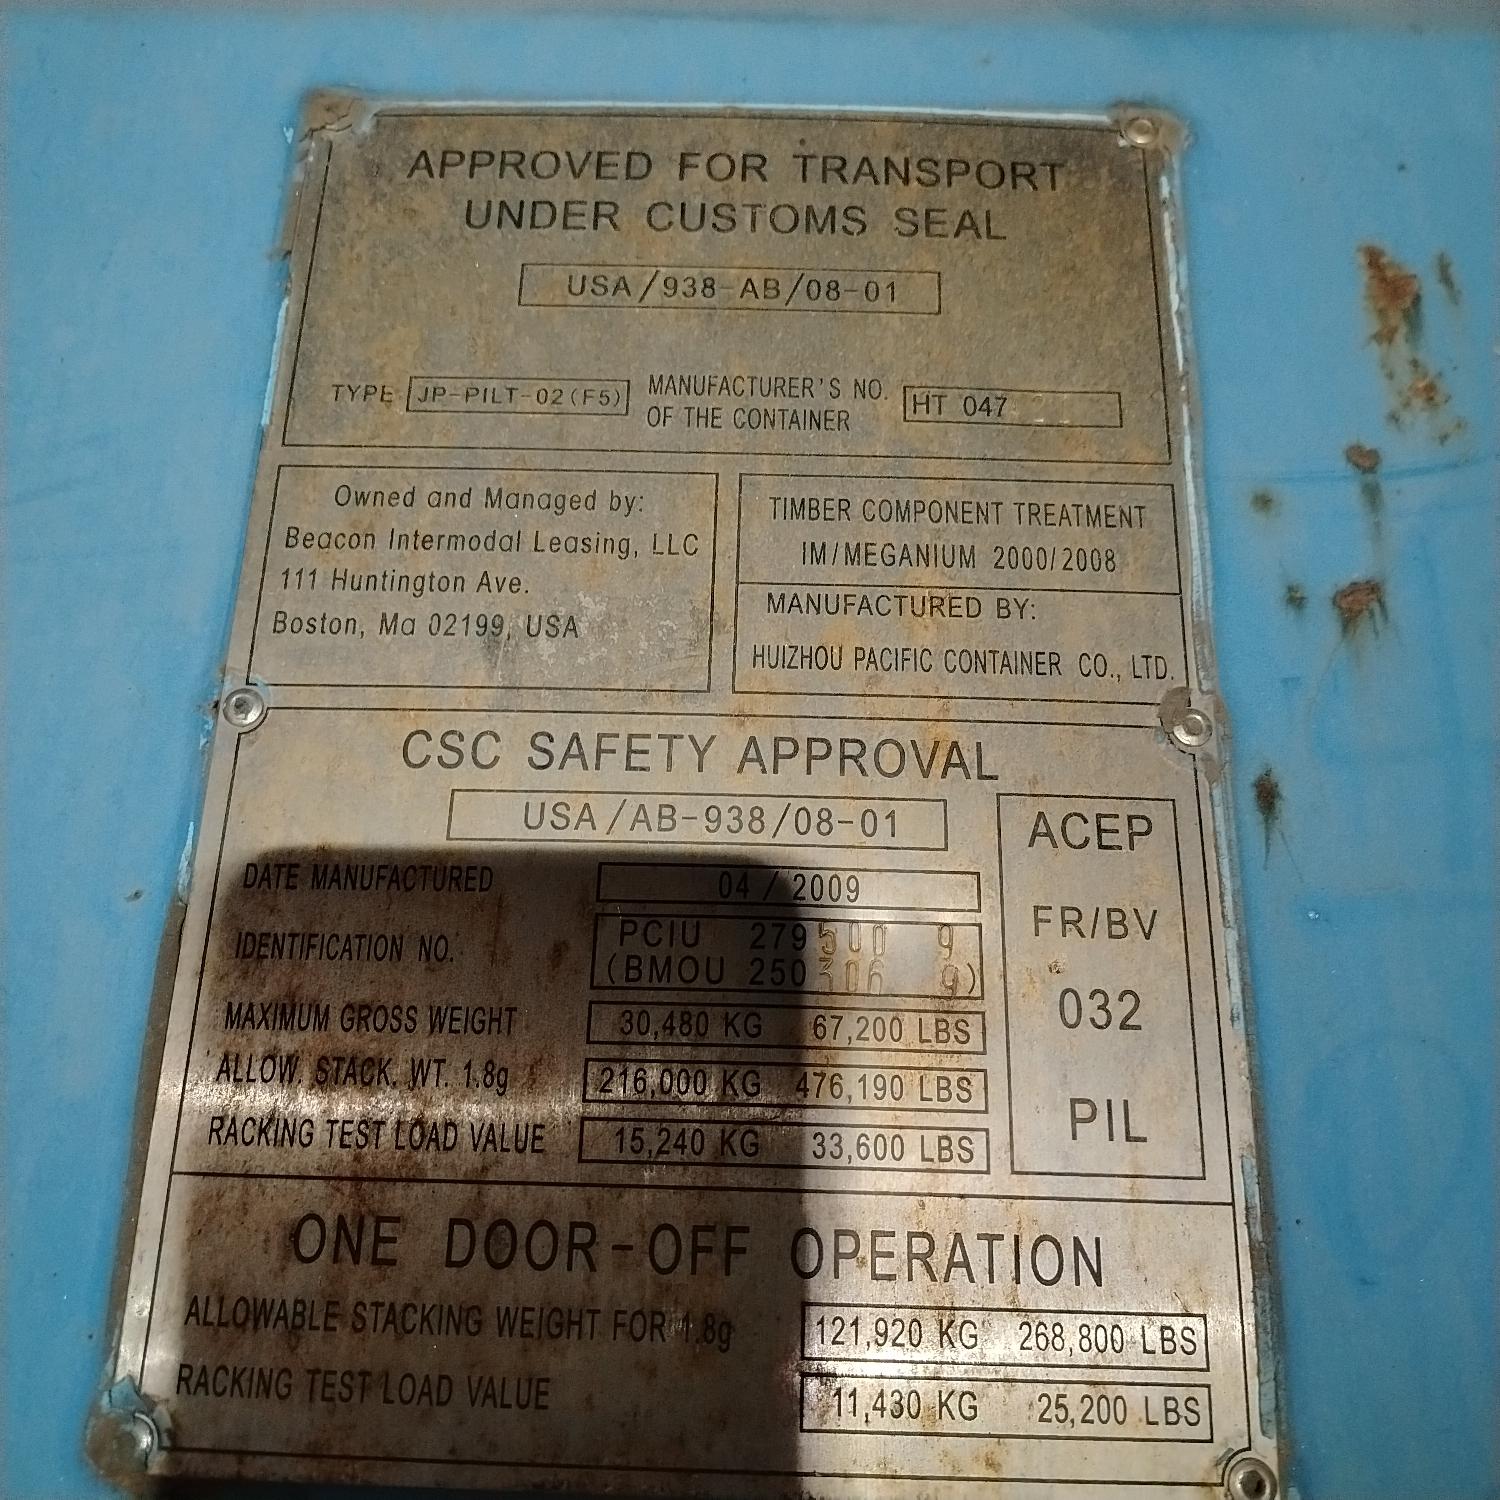 APPROVED FOR TRANSPORT
UNDER CUSTOMS SEAL
USA/938-AB/08-01
TYPE JP-PILT-02(F5) MANUFACTURER'S NO. OF THE CONTAINER HT 047
Owned and Managed by:
Beacon Intermodal Leasing, LLC
111 Huntington Ave.
Boston, Ma 02199, USA
TIMBER COMPONENT TREATMENT
IM/MEGANIUM 2000/2008
MANUFACTURED BY:
HUIZHOU PACIFIC CONTAINER CO., LTD.
CSC SAFETY APPROVAL
USA/AB-938/08-01
DATE MANUFACTURED 04 / 2009
IDENTIFICATION NO. PCIU 279500 9
(BMOU 250306 9)
MAXIMUM GROSS WEIGHT 30,480 KG 67,200 LBS
ALLOW. STACK. WT. 1.8g 216,000 KG 476,190 LBS
RACKING TEST LOAD VALUE 15,240 KG 33,600 LBS
ACEP
FR/BV
032
PIL
ONE DOOR-OFF OPERATION
ALLOWABLE STACKING WEIGHT FOR 1.8g 121,920 KG 268,800 LBS
RACKING TEST LOAD VALUE 11,430 KG 25,200 LBS